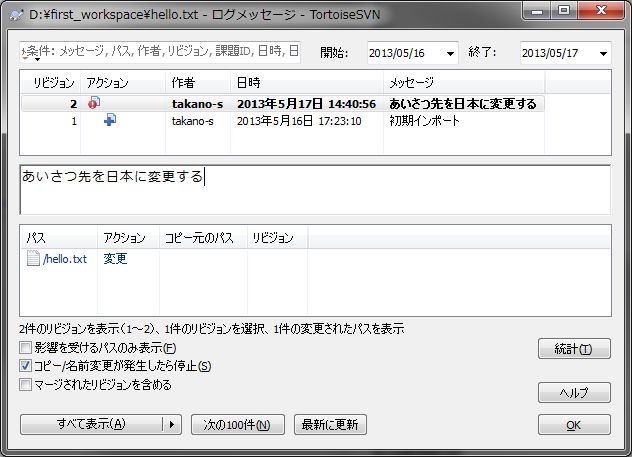 D:¥first_workspace¥hello.txt - ログメッセージ - TortoiseSVN
条件: メッセージ, パス, 作者, リビジョン, 課題ID, 日時, 日 開始: 2013/05/16 終了: 2013/05/17
リビジョン アクション 作者 日時 メッセージ
2 takano-s 2013年5月17日 14:40:56 あいさつ先を日本に変更する
1 takano-s 2013年5月16日 17:23:10 初期インポート
あいさつ先を日本に変更する
パス アクション コピー元のパス リビジョン
/hello.txt 変更
2件のリビジョンを表示(1～2)、1件のリビジョンを選択、1件の変更されたパスを表示
影響を受けるパスのみ表示(F)
統計(T)
コピー/名前変更が発生したら停止(S)
マージされたリビジョンを含める
ヘルプ
すべて表示(A) 次の100件(N) 最新に更新 OK